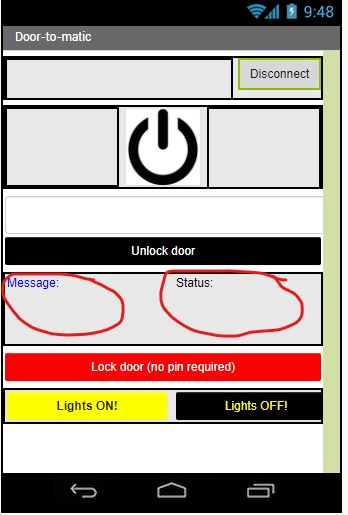 9:48
Door-to-matic
Disconnect
Unlock door
Message: Status:
Lock door (no pin required)
Lights ON! Lights OFF!